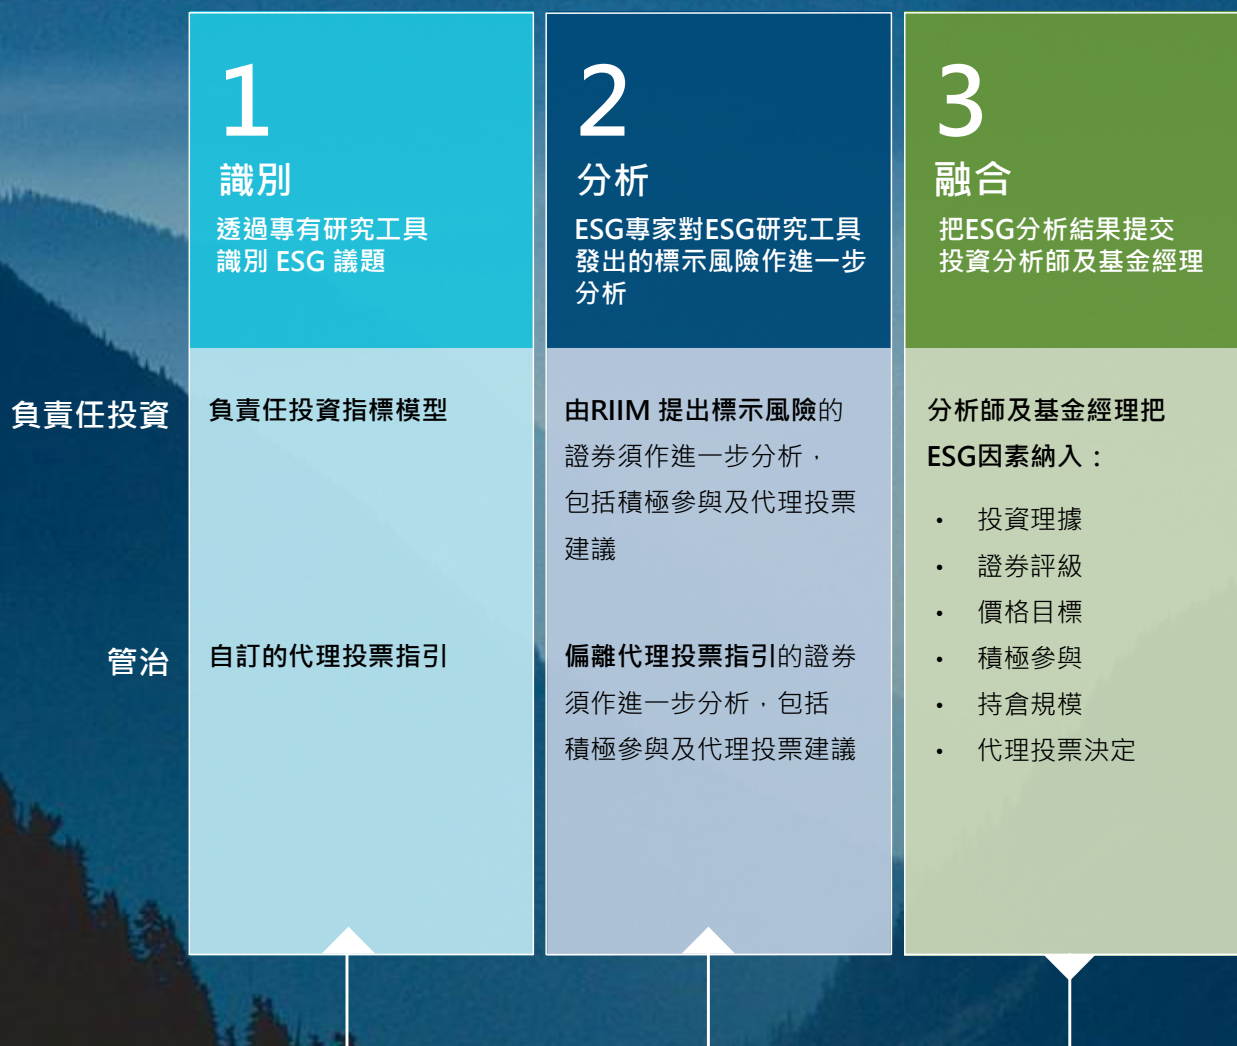 1
識別
透過專有研究工具
識別 ESG 議題
2
分析
ESG專家對ESG研究工具
發出的標示風險作進一步
分析
3
融合
把ESG分析結果提交
投資分析師及基金經理
負責任投資
負責任投資指標模型
由RIIM 提出標示風險的
證券須作進一步分析，
包括積極參與及代理投票
建議
管治
自訂的代理投票指引
偏離代理投票指引的證券
須作進一步分析，包括
積極參與及代理投票建議
分析師及基金經理把
ESG因素納入：
• 投資理據
• 證券評級
• 價格目標
• 積極參與
• 持倉規模
• 代理投票決定